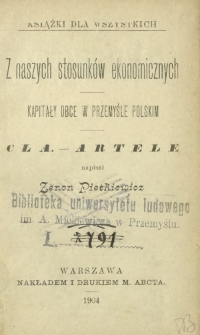 KSIĄŻKI DLA WSZYSTKICH
Z naszych stosunków ekonomicznych
KAPITAŁY OBCE W PRZEMYŚLE POLSKIM
CŁA. — ARTELE
napisał
Zenon Pietkiewicz
Biblioteka uniwersytetu ludowego
im A. Mickiewicza w Przemyślu.
L. 791
WARSZAWA
NAKŁADEM I DRUKIEM M. ARCTA.
1904